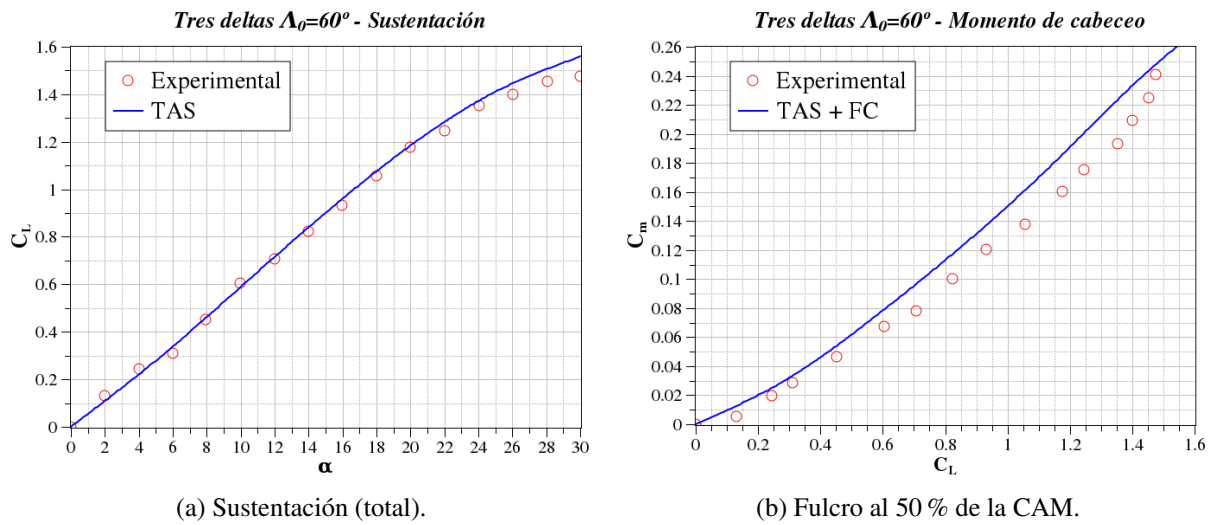 Tres deltas Λ₀=60º - Sustentación
1.6
1.4
1.2
1
0.8
0.6
0.4
0.2
0
C_L
Experimental
TAS
0 2 4 6 8 10 12 14 16 18 20 22 24 26 28 30
α
(a) Sustentación (total).
Tres deltas Λ₀=60º - Momento de cabeceo
0.26
0.24
0.22
0.2
0.18
0.16
0.14
0.12
0.1
0.08
0.06
0.04
0.02
0
C_m
Experimental
TAS + FC
0 0.2 0.4 0.6 0.8 1 1.2 1.4 1.6
C_L
(b) Fulcro al 50 % de la CAM.